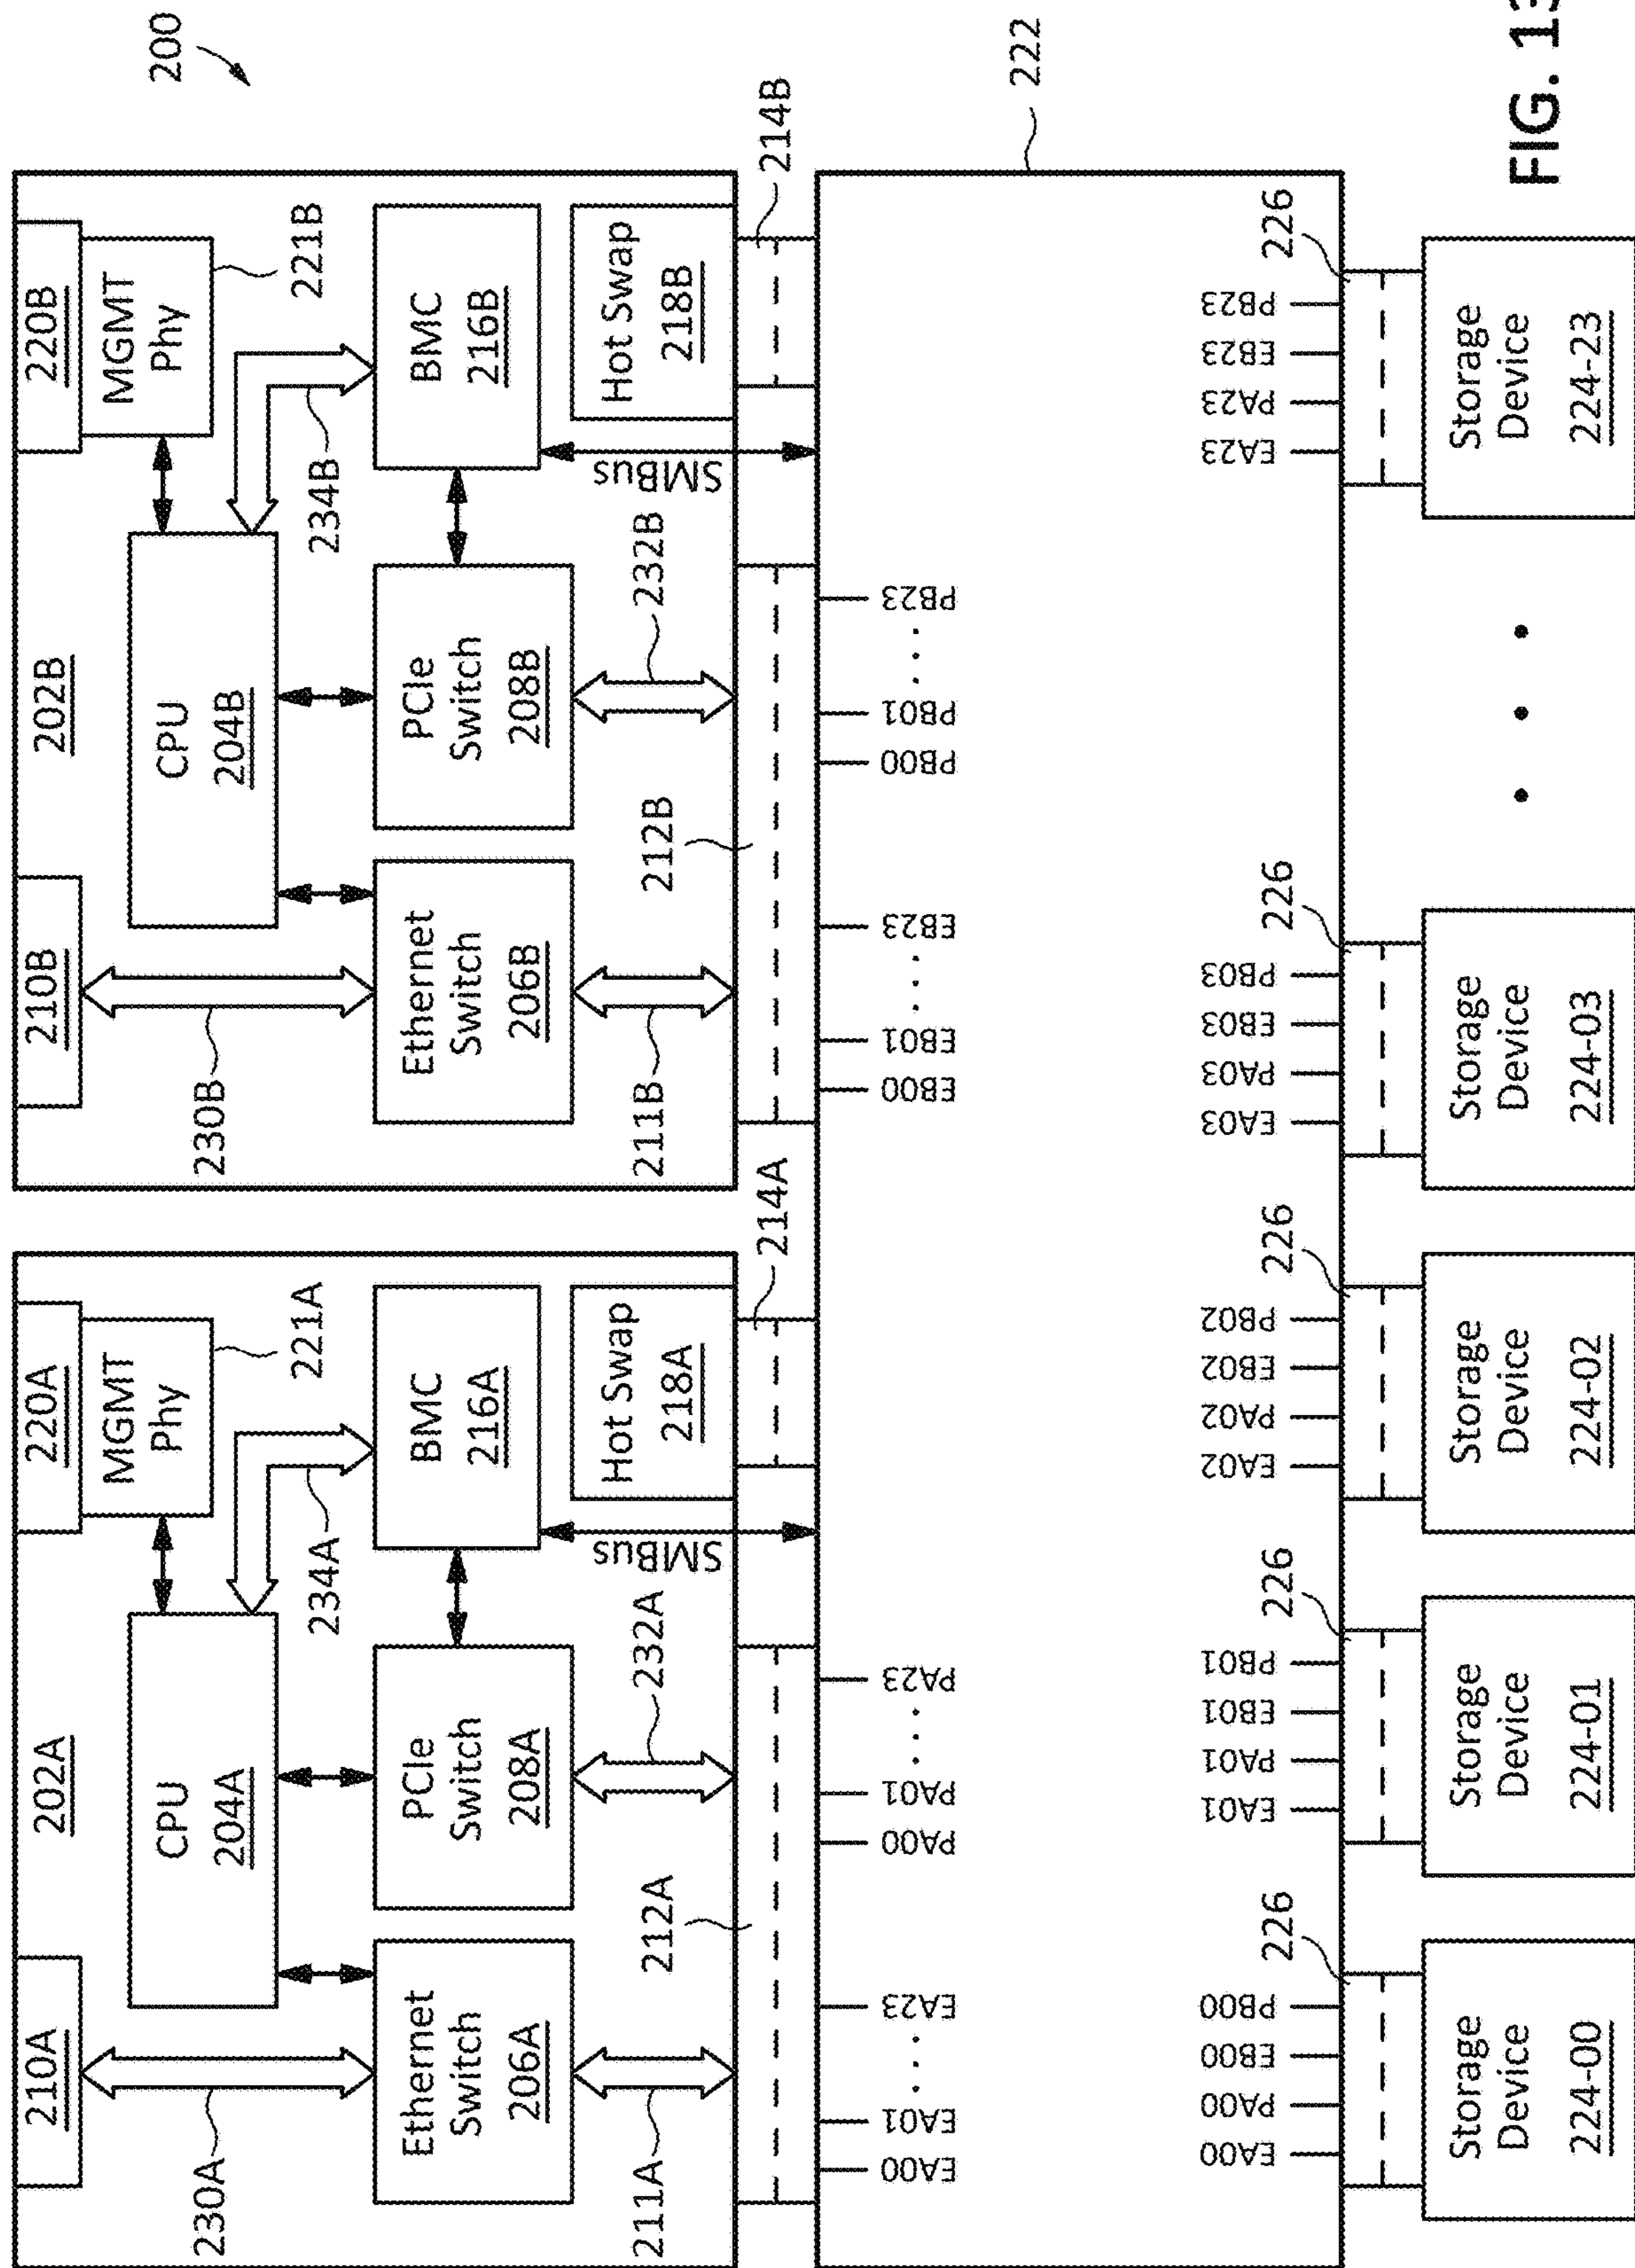 200
210A
202A
220A
210B
202B
220B
MGMT
Phy
221A
MGMT
Phy
221B
CPU
204A
CPU
204B
230A
234A
230B
234B
Ethernet
Switch
206A
PCIe
Switch
208A
BMC
216A
Ethernet
Switch
206B
PCIe
Switch
208B
BMC
216B
Hot Swap
218A
Hot Swap
218B
211A
212A
232A
SMBus
211B
212B
232B
SMBus
214A
214B
EA00 EA01 . . . EA23
PA00 PA01 . . . PA23
EB00 EB01 . . . EB23
PB00 PB01 . . . PB23
222
EA00 PA00 EB00 PB00
226
EA01 PA01 EB01 PB01
226
EA02 PA02 EB02 PB02
226
EA03 PA03 EB03 PB03
226
EA23 PA23 EB23 PB23
226
Storage
Device
224-00
Storage
Device
224-01
Storage
Device
224-02
Storage
Device
224-03
• • •
Storage
Device
224-23
FIG. 13